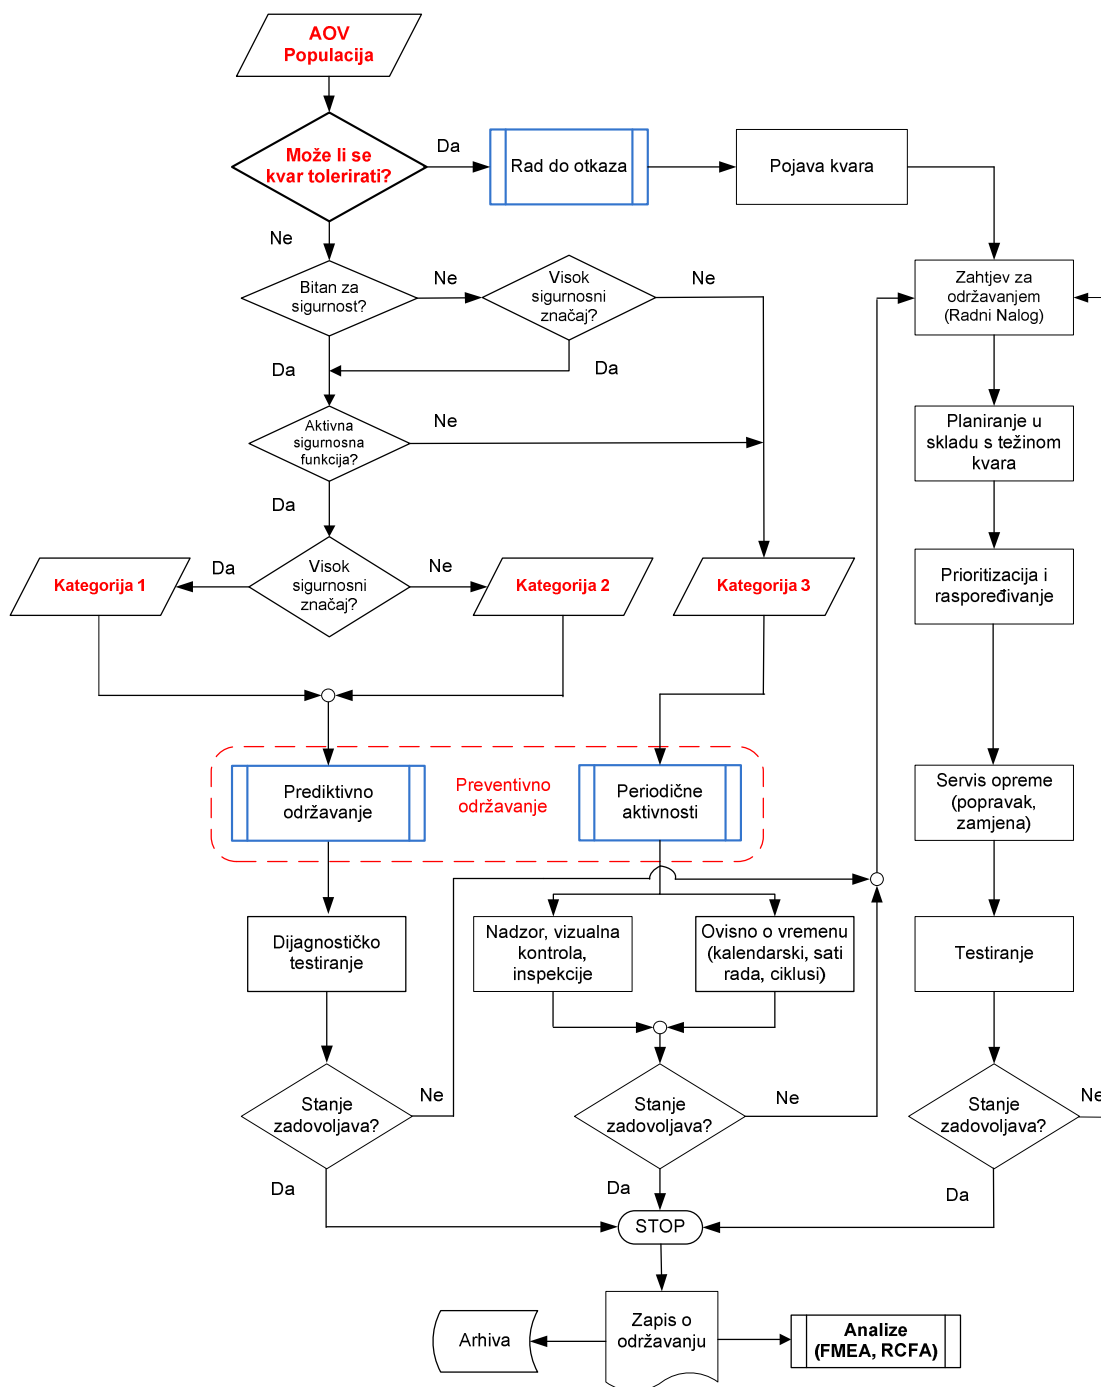 AOV
Populacija
Može li se
kvar tolerirati?
Da
Rad do otkaza
Pojava kvara
Ne
Bitan za
sigurnost?
Ne
Visok
sigurnosni
značaj?
Ne
Zahtjev za
održavanjem
(Radni Nalog)
Da
Da
Aktivna
sigurnosna
funkcija?
Ne
Planiranje u
skladu s težinom
kvara
Da
Kategorija 1
Da
Visok
sigurnosni
značaj?
Ne
Kategorija 2
Kategorija 3
Prioritizacija i
raspoređivanje
Prediktivno
održavanje
Preventivno
održavanje
Periodične
aktivnosti
Servis opreme
(popravak,
zamjena)
Dijagnostičko
testiranje
Nadzor, vizualna
kontrola,
inspekcije
Ovisno o vremenu
(kalendarski, sati
rada, ciklusi)
Testiranje
Stanje
zadovoljava?
Ne
Stanje
zadovoljava?
Ne
Stanje
zadovoljava?
Ne
Da
Da
Da
STOP
Arhiva
Zapis o
održavanju
Analize
(FMEA, RCFA)